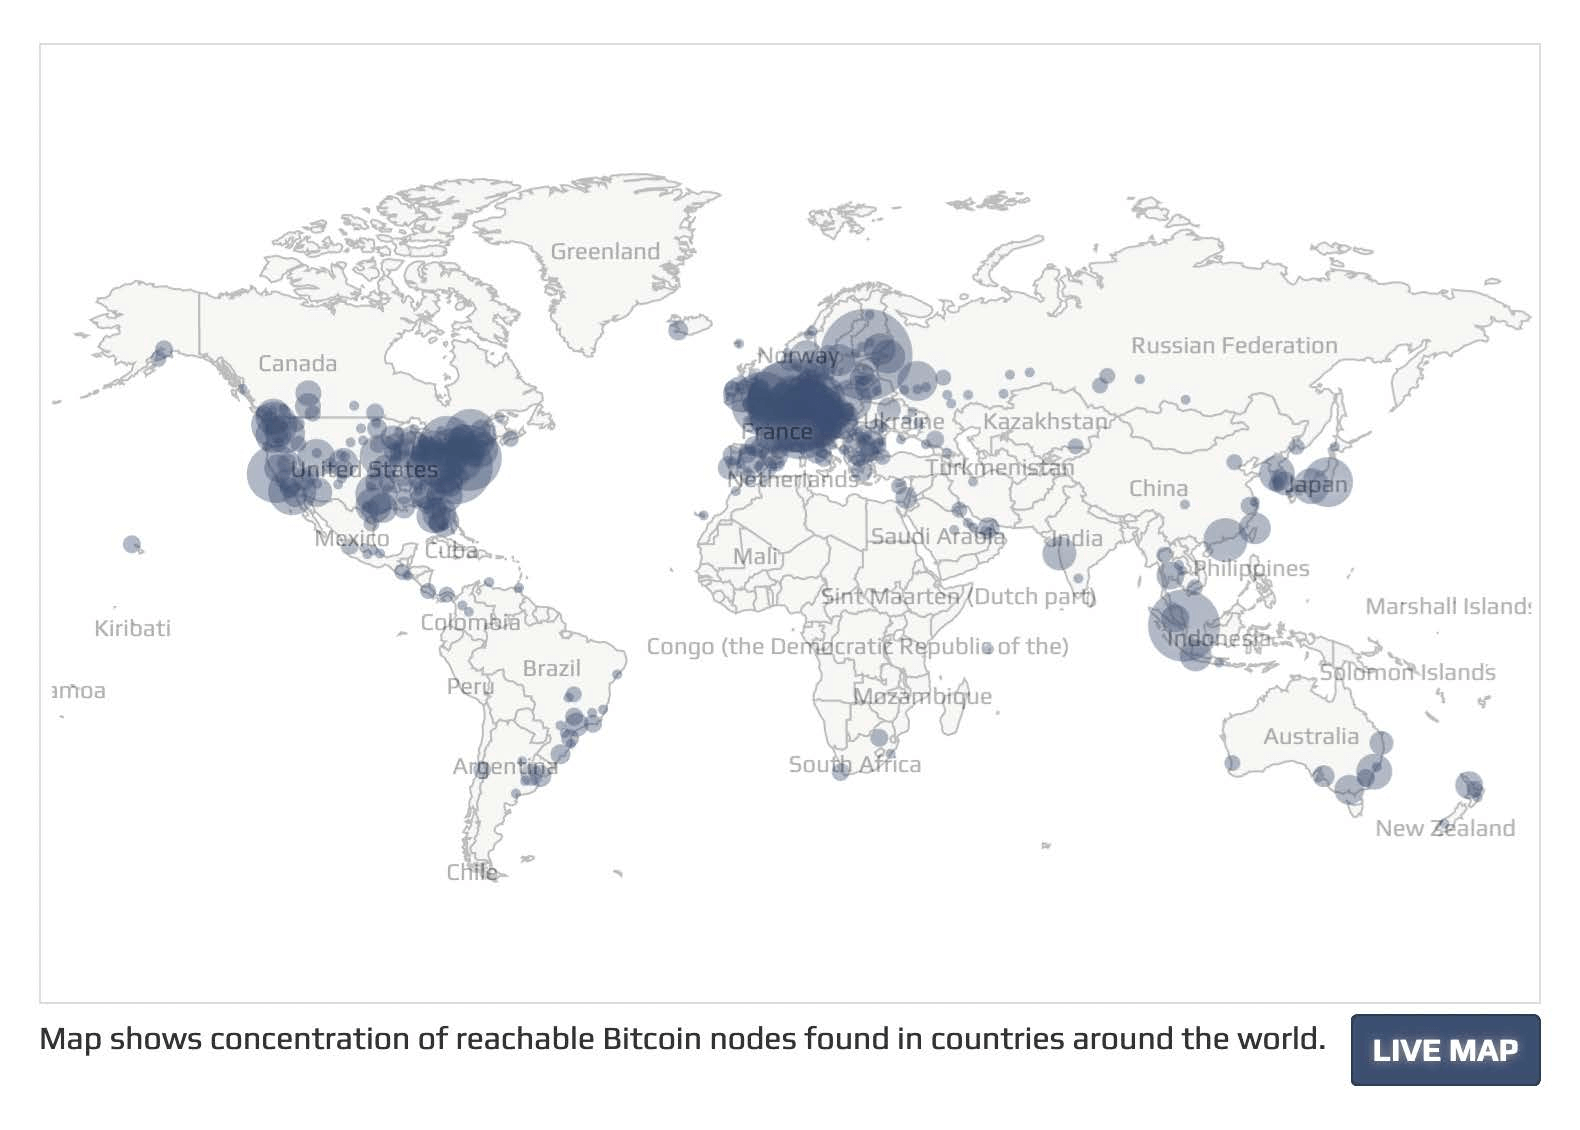 Greenland
Norway
Russian Federation
Canada
France
Ukraine
Kazakhstan
United States
Netherlands
Turkmenistan
China
Japan
Mexico
Cuba
Mali
Saudi Arabia
India
Philippines
Sint Maarten (Dutch part)
Marshall Islands
Kiribati
Colombia
Congo (the Democratic Republic of the)
Indonesia
Brazil
Solomon Islands
amoa
Peru
Mozambique
Australia
Argentina
South Africa
New Zealand
Chile
Map shows concentration of reachable Bitcoin nodes found in countries around the world.
LIVE MAP